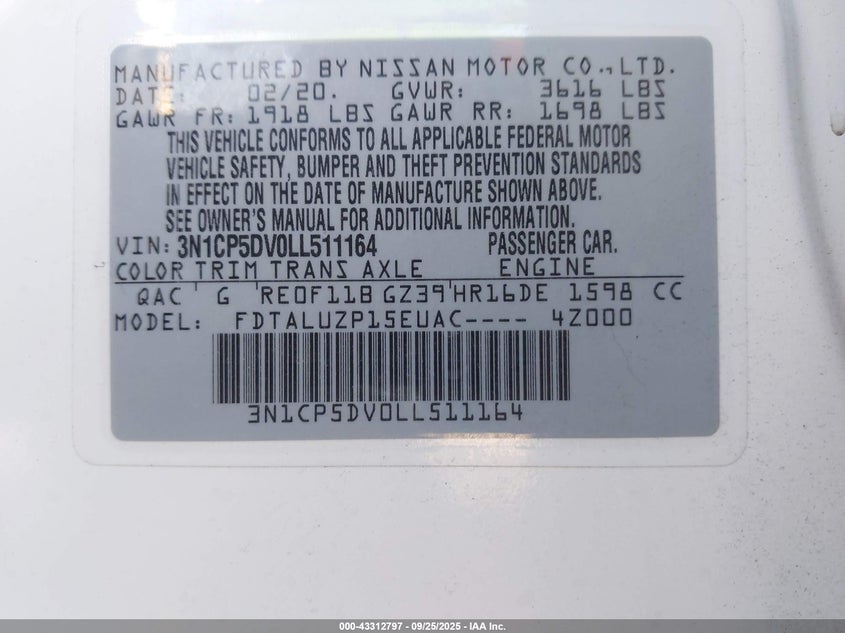 MANUFACTURED BY NISSAN MOTOR CO.,LTD.
DATE: 02/20. GVWR: 3616 LBS
GAWR FR: 1918 LBS GAWR RR: 1698 LBS
THIS VEHICLE CONFORMS TO ALL APPLICABLE FEDERAL MOTOR
VEHICLE SAFETY, BUMPER AND THEFT PREVENTION STANDARDS
IN EFFECT ON THE DATE OF MANUFACTURE SHOWN ABOVE.
SEE OWNER'S MANUAL FOR ADDITIONAL INFORMATION.
VIN: 3N1CP5DV0LL511164 PASSENGER CAR.
COLOR TRIM TRANS AXLE ENGINE
QAC G RE0F11B GZ39 HR16DE 1598 CC
MODEL: FDTALUZP15EUAC---- 4Z000
3N1CP5DV0LL511164
000-43312797 - 09/25/2025 - IAA Inc.